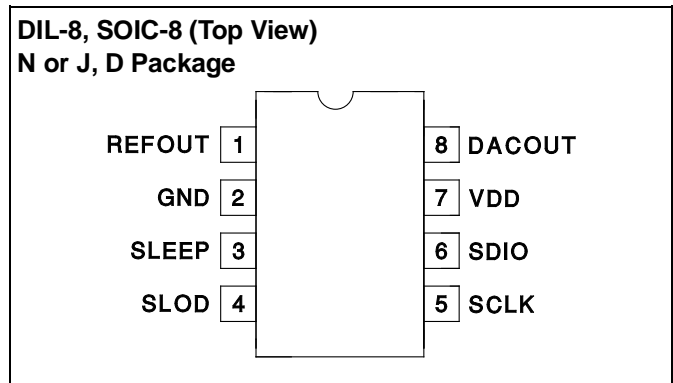 DIL-8, SOIC-8 (Top View)
N or J, D Package
REFOUT 1 8 DACOUT
GND 2 7 VDD
SLEEP 3 6 SDIO
SLOD 4 5 SCLK